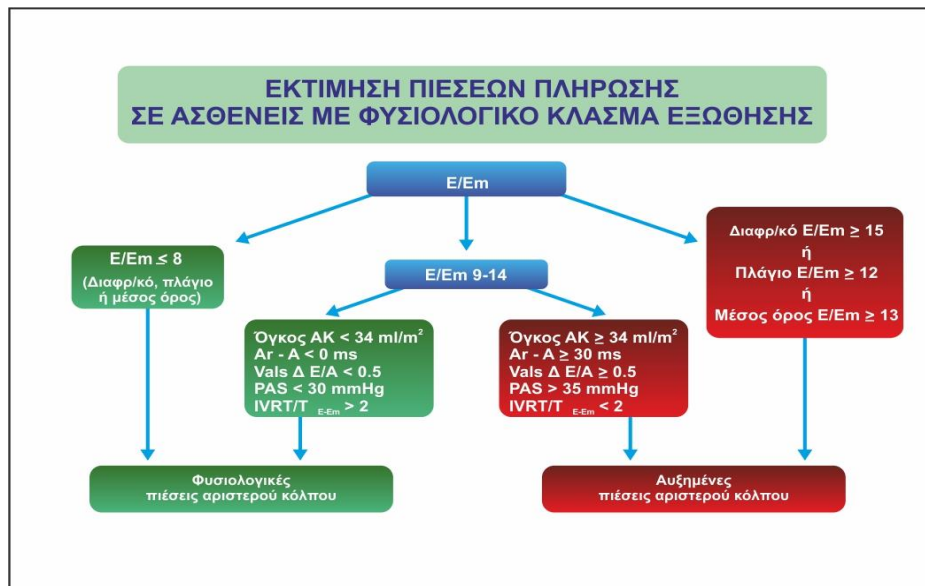 ΕΚΤΙΜΗΣΗ ΠΙΕΣΕΩΝ ΠΛΗΡΩΣΗΣ
ΣΕ ΑΣΘΕΝΕΙΣ ΜΕ ΦΥΣΙΟΛΟΓΙΚΟ ΚΛΑΣΜΑ ΕΞΩΘΗΣΗΣ
E/Em
E/Em ≤ 8
(Διαφρ/κό, πλάγιο
ή μέσος όρος)
E/Em 9-14
Διαφρ/κό E/Em ≥ 15
ή
Πλάγιο E/Em ≥ 12
ή
Μέσος όρος E/Em ≥ 13
Όγκος ΑΚ < 34 ml/m²
Ar - A < 0 ms
Vals Δ E/A < 0.5
PAS < 30 mmHg
IVRT/T E-Em > 2
Όγκος ΑΚ ≥ 34 ml/m²
Ar - A ≥ 30 ms
Vals Δ E/A ≥ 0.5
PAS > 35 mmHg
IVRT/T E-Em < 2
Φυσιολογικές
πιέσεις αριστερού κόλπου
Αυξημένες
πιέσεις αριστερού κόλπου